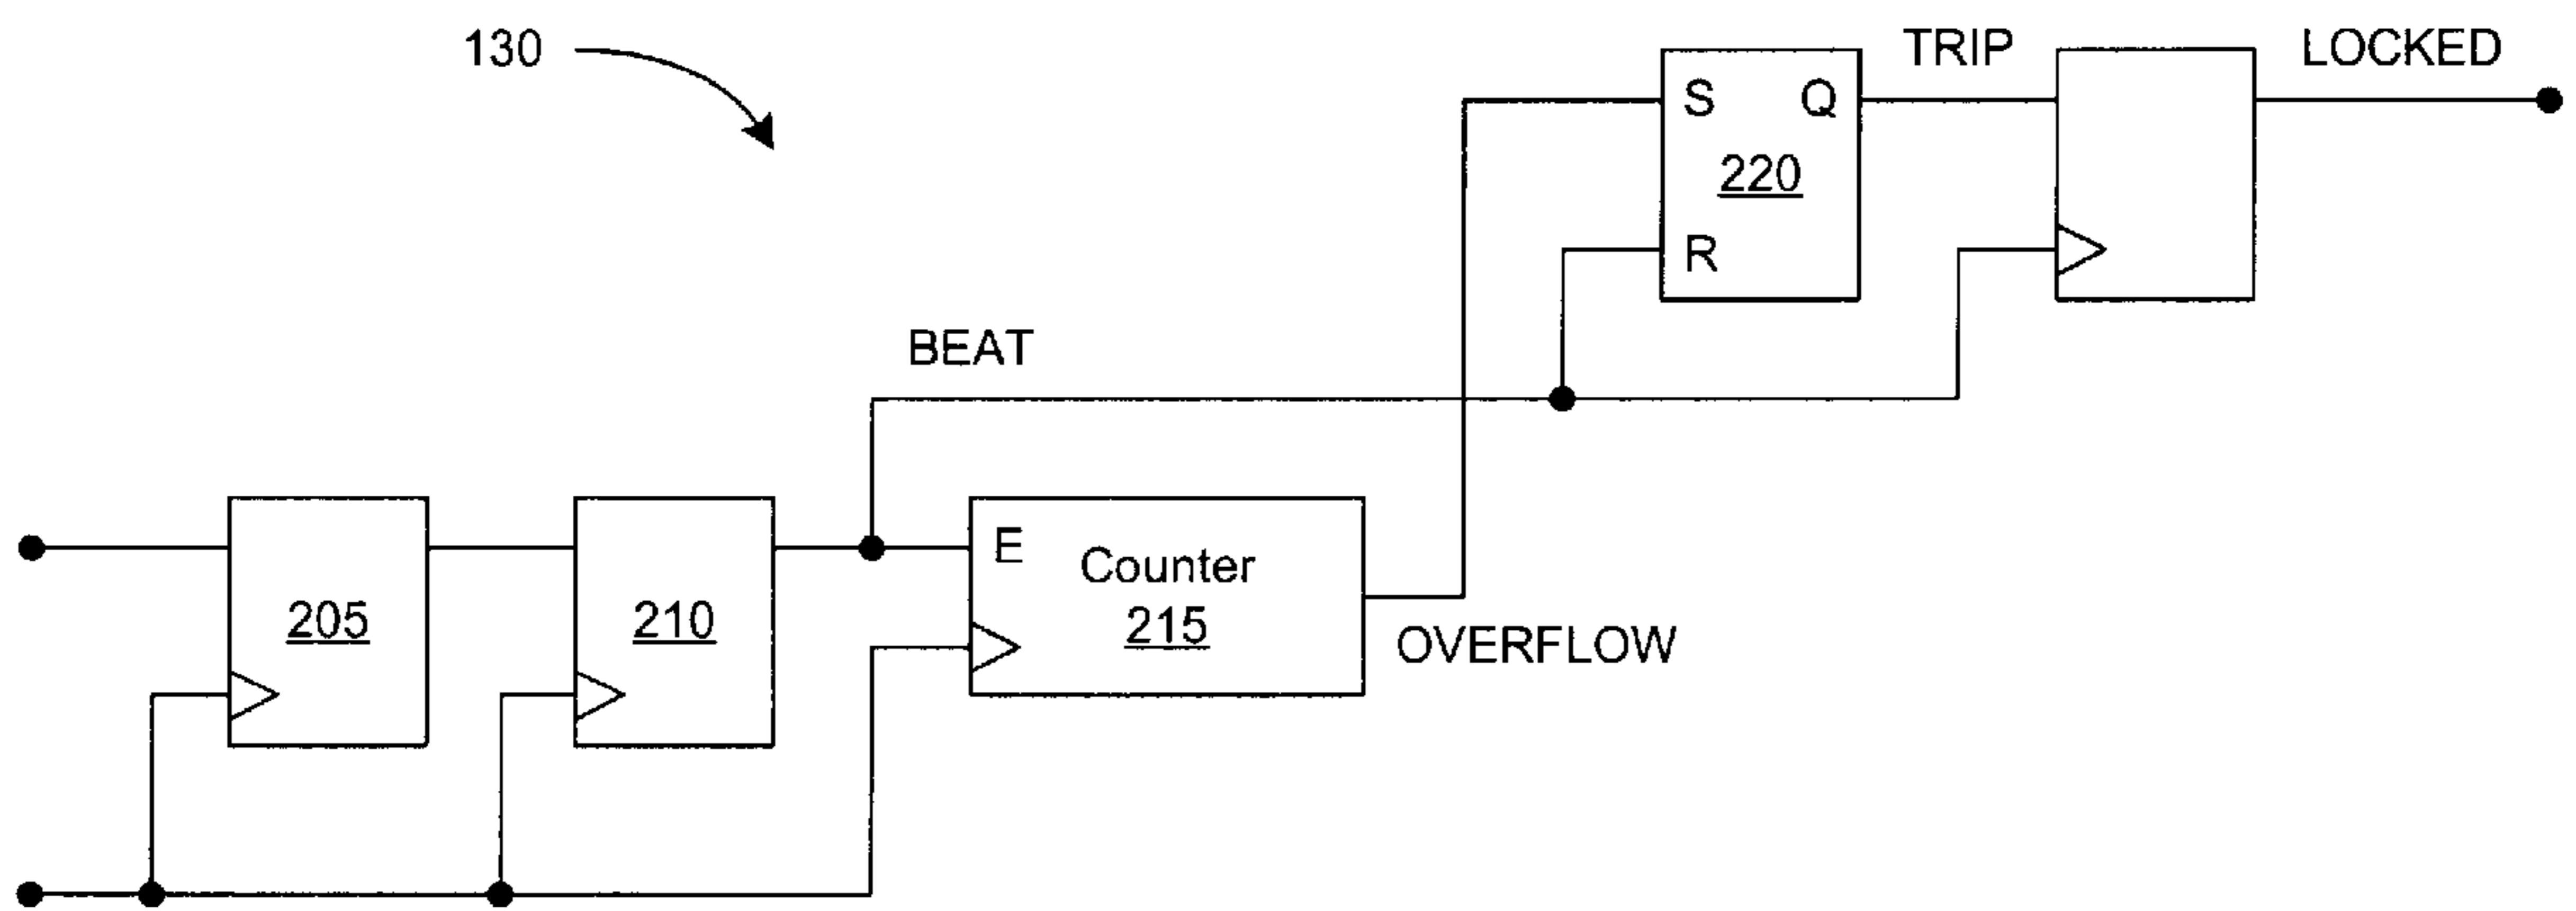 130
TRIP
LOCKED
S
Q
220
R
BEAT
E
Counter
205
210
215
OVERFLOW